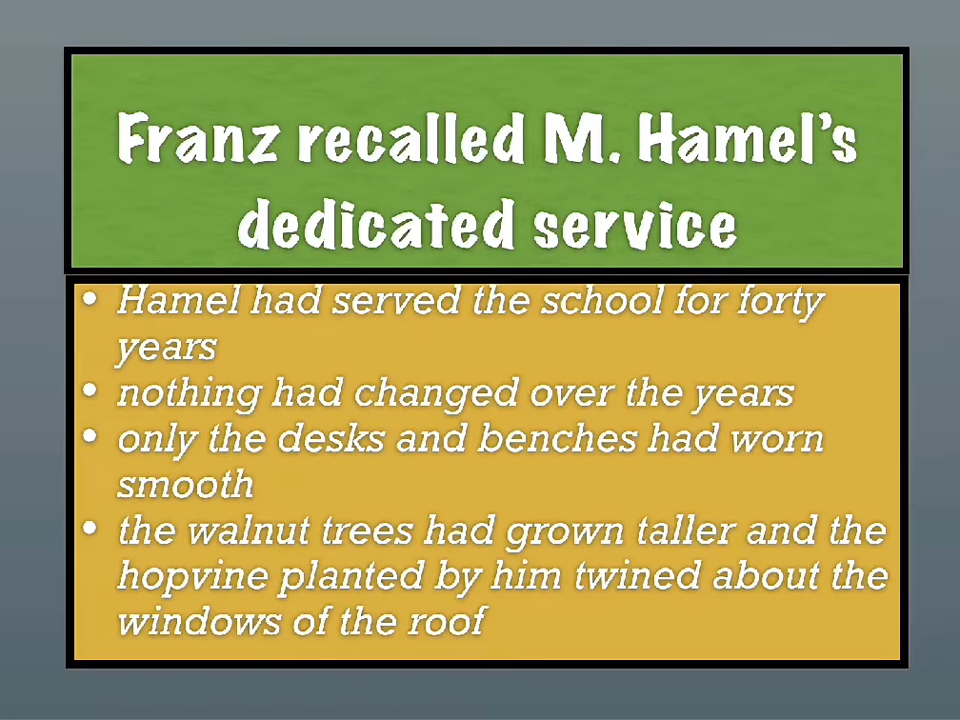 Franz recalled M. Hamel’s
dedicated service
• Hamel had served the school for forty
years
• nothing had changed over the years
• only the desks and benches had worn
smooth
• the walnut trees had grown taller and the
hopvine planted by him twined about the
windows of the roof